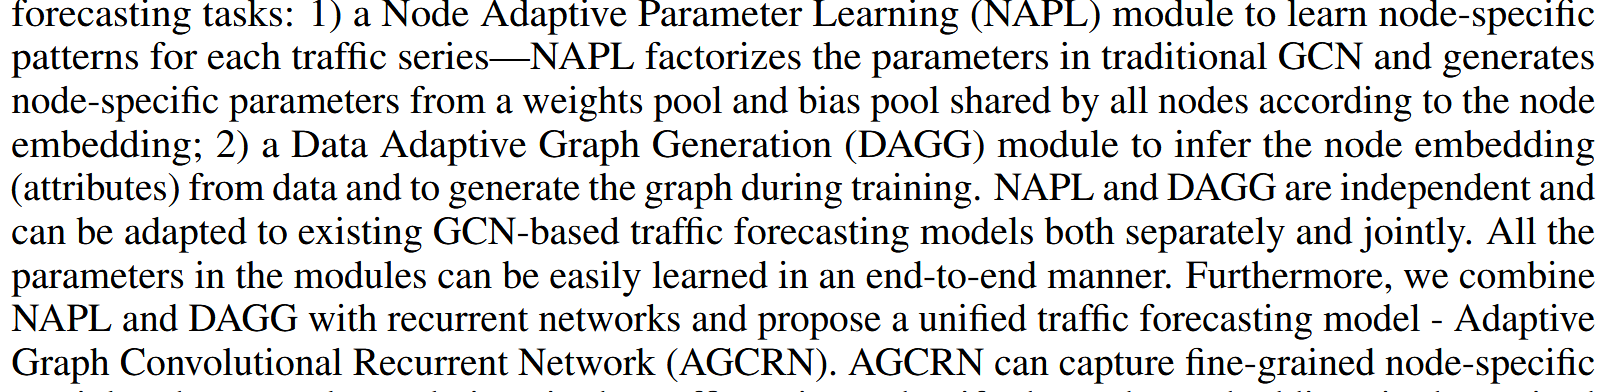 forecasting tasks: 1) a Node Adaptive Parameter Learning (NAPL) module to learn node-specific
patterns for each traffic series—NAPL factorizes the parameters in traditional GCN and generates
node-specific parameters from a weights pool and bias pool shared by all nodes according to the node
embedding; 2) a Data Adaptive Graph Generation (DAGG) module to infer the node embedding
(attributes) from data and to generate the graph during training. NAPL and DAGG are independent and
can be adapted to existing GCN-based traffic forecasting models both separately and jointly. All the
parameters in the modules can be easily learned in an end-to-end manner. Furthermore, we combine
NAPL and DAGG with recurrent networks and propose a unified traffic forecasting model - Adaptive
Graph Convolutional Recurrent Network (AGCRN). AGCRN can capture fine-grained node-specific